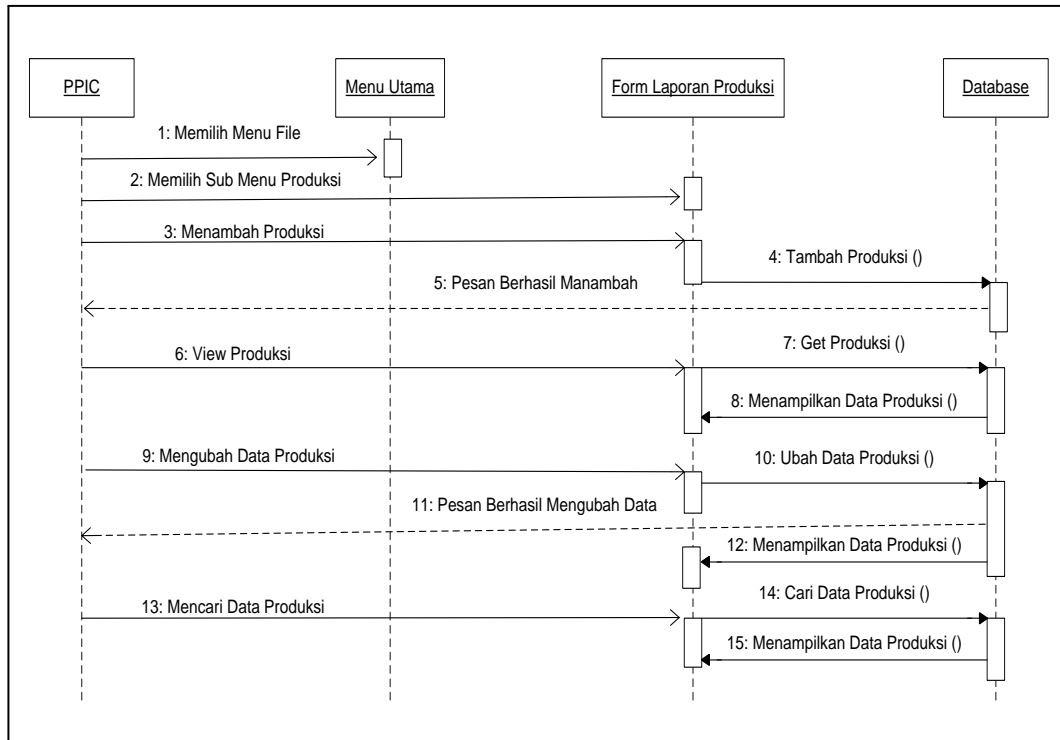 PPIC
Menu Utama
Form Laporan Produksi
Database
1: Memilih Menu File
2: Memilih Sub Menu Produksi
3: Menambah Produksi
4: Tambah Produksi ()
5: Pesan Berhasil Manambah
6: View Produksi
7: Get Produksi ()
8: Menampilkan Data Produksi ()
9: Mengubah Data Produksi
10: Ubah Data Produksi ()
11: Pesan Berhasil Mengubah Data
12: Menampilkan Data Produksi ()
13: Mencari Data Produksi
14: Cari Data Produksi ()
15: Menampilkan Data Produksi ()